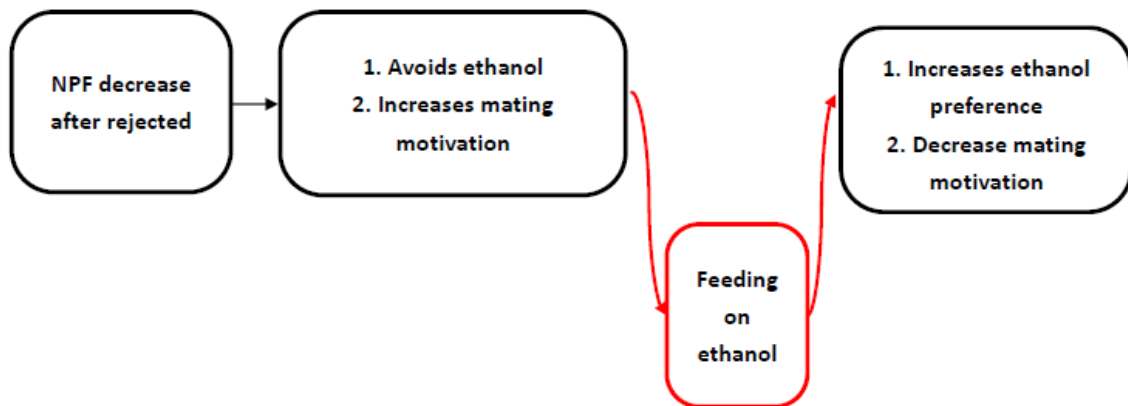 NPF decrease
after rejected
1. Avoids ethanol
2. Increases mating
motivation
Feeding
on
ethanol
1. Increases ethanol
preference
2. Decrease mating
motivation